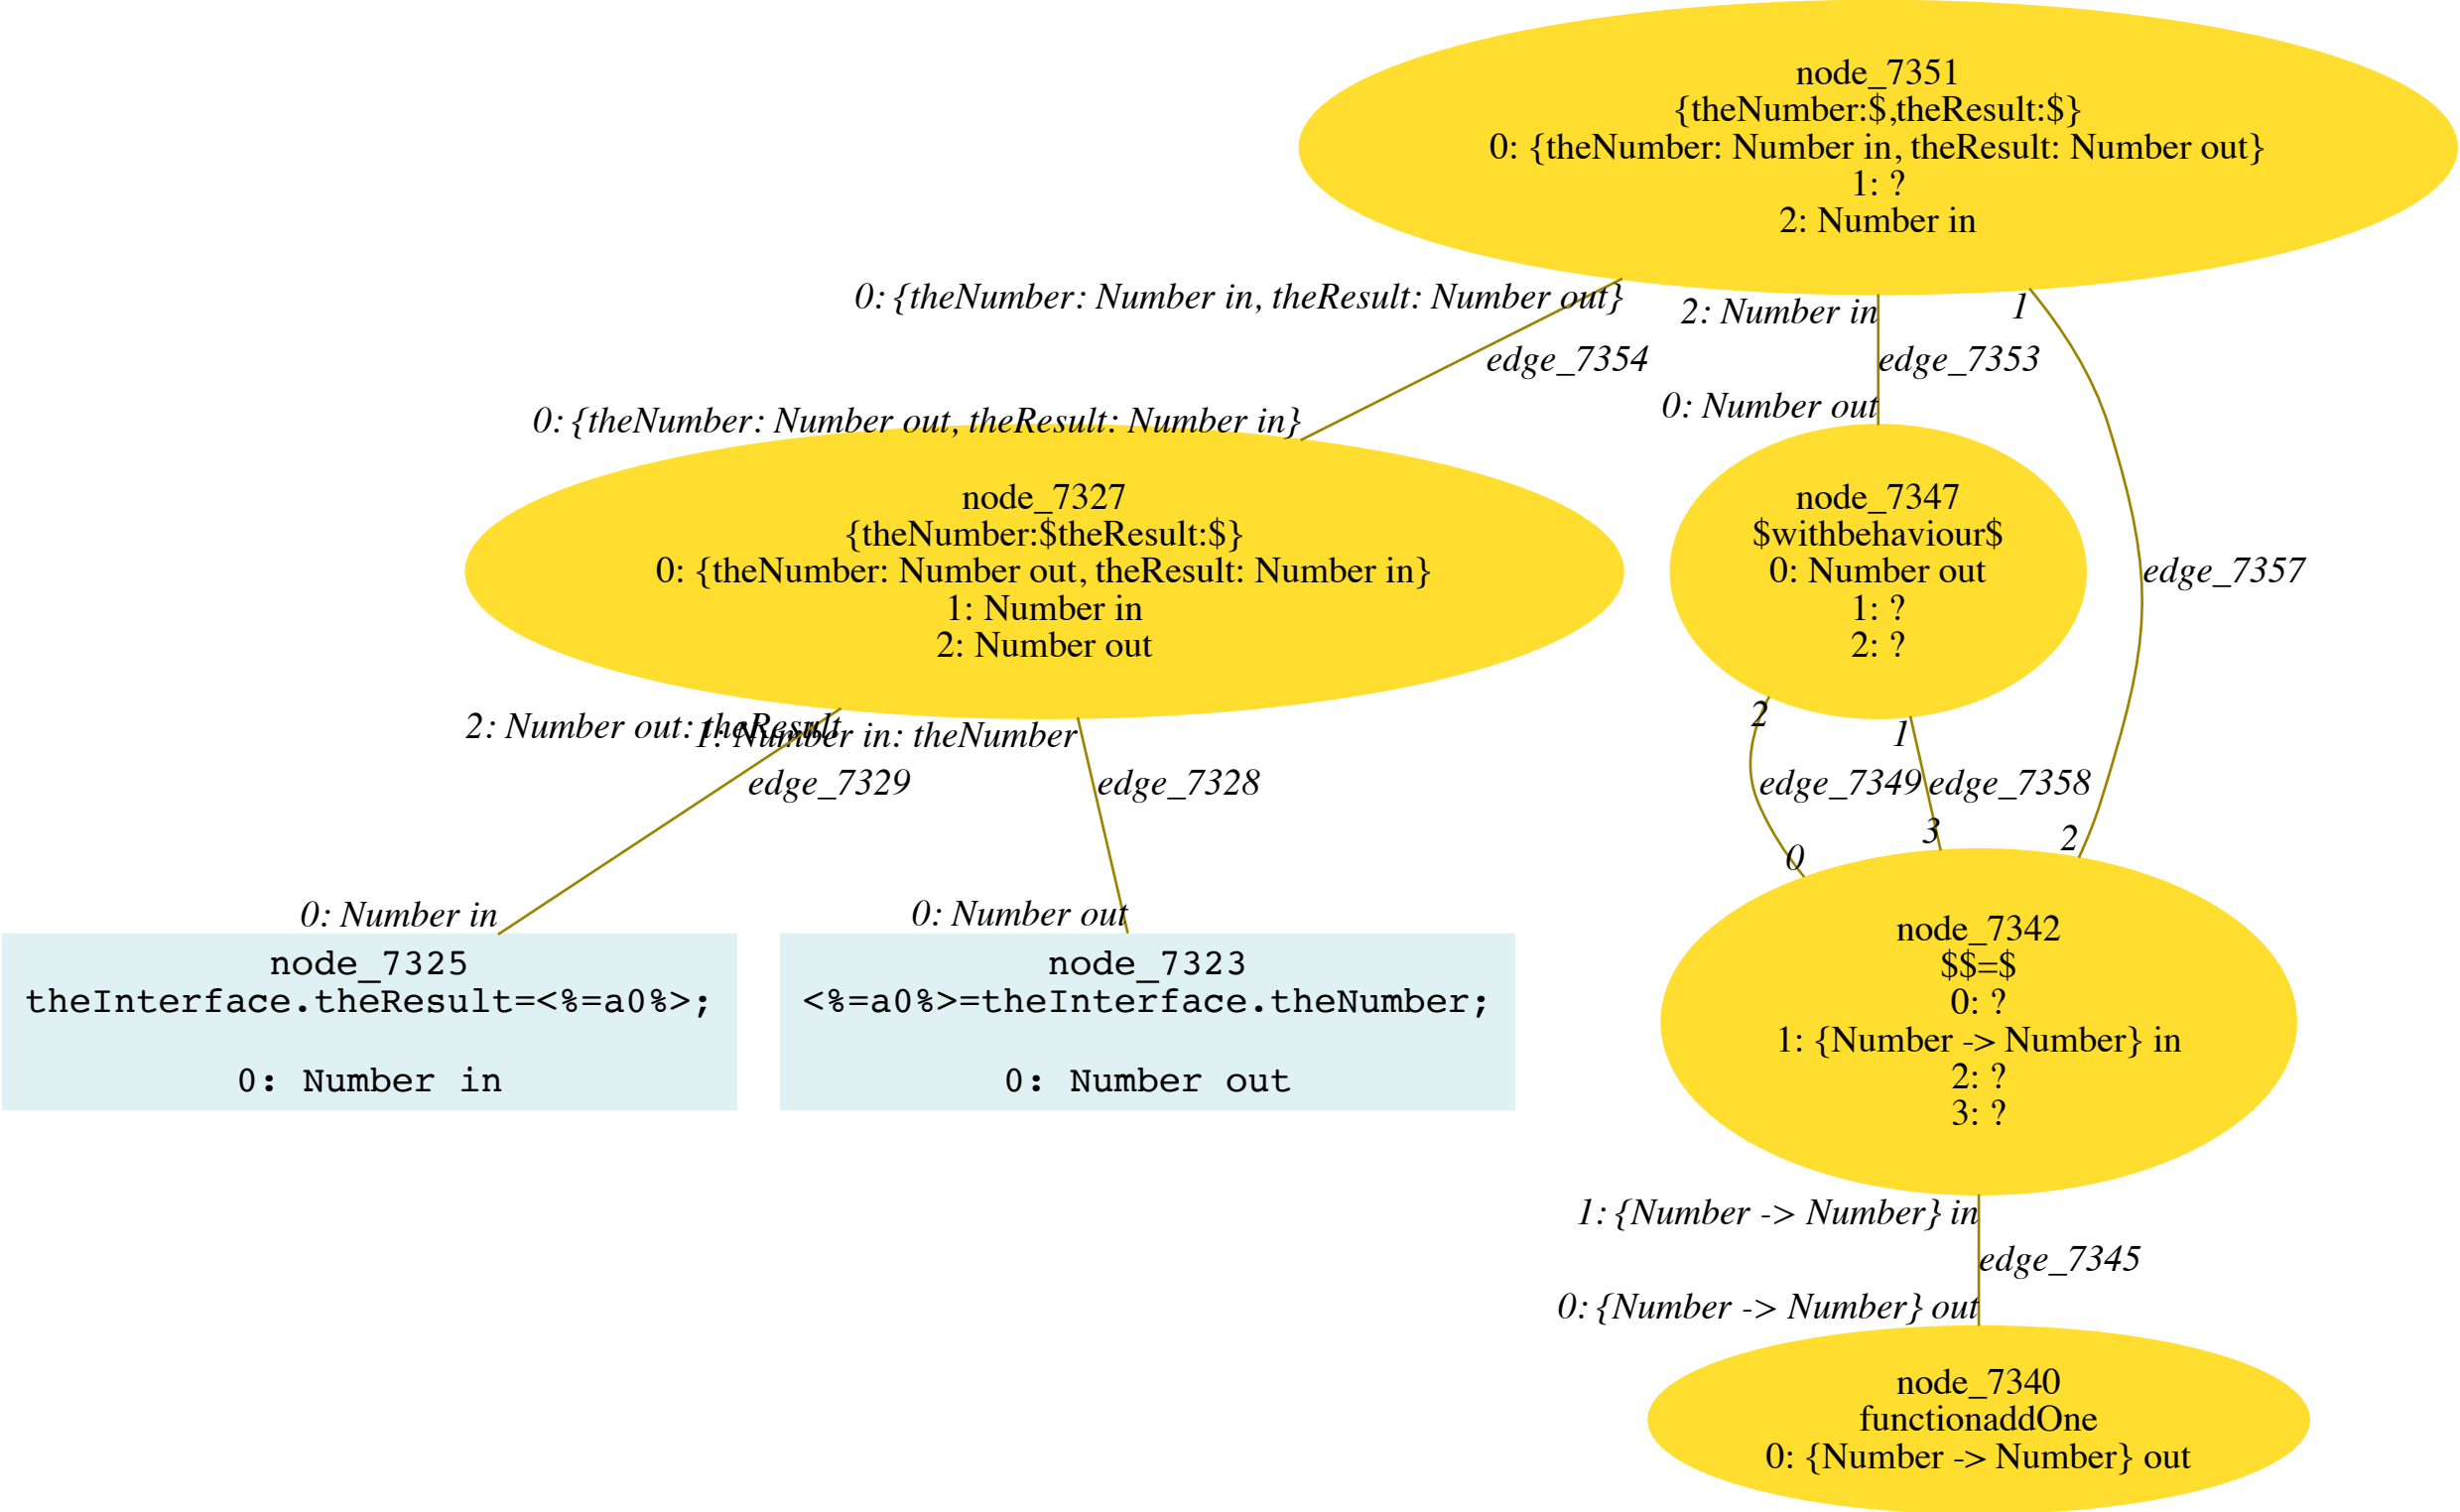 node_7351
{theNumber:$,theResult:$}
0: {theNumber: Number in, theResult: Number out}
1: ?
2: Number in
0: {theNumber: Number in, theResult: Number out}
2: Number in
1
edge_7354
edge_7353
0: {theNumber: Number out, theResult: Number in}
0: Number out
node_7327
{theNumber:$theResult:$}
0: {theNumber: Number out, theResult: Number in}
1: Number in
2: Number out
node_7347
$withbehaviour$
0: Number out
1: ?
2: ?
edge_7357
2: Number out: theResult
1: Number in: theNumber
2
1
edge_7329
edge_7328
edge_7349
edge_7358
3
2
0
0: Number in
0: Number out
node_7325
theInterface.theResult=<%=a0%>;
0: Number in
node_7323
<%=a0%>=theInterface.theNumber;
0: Number out
node_7342
$$=$
0: ?
1: {Number -> Number} in
2: ?
3: ?
1: {Number -> Number} in
edge_7345
0: {Number -> Number} out
node_7340
functionaddOne
0: {Number -> Number} out